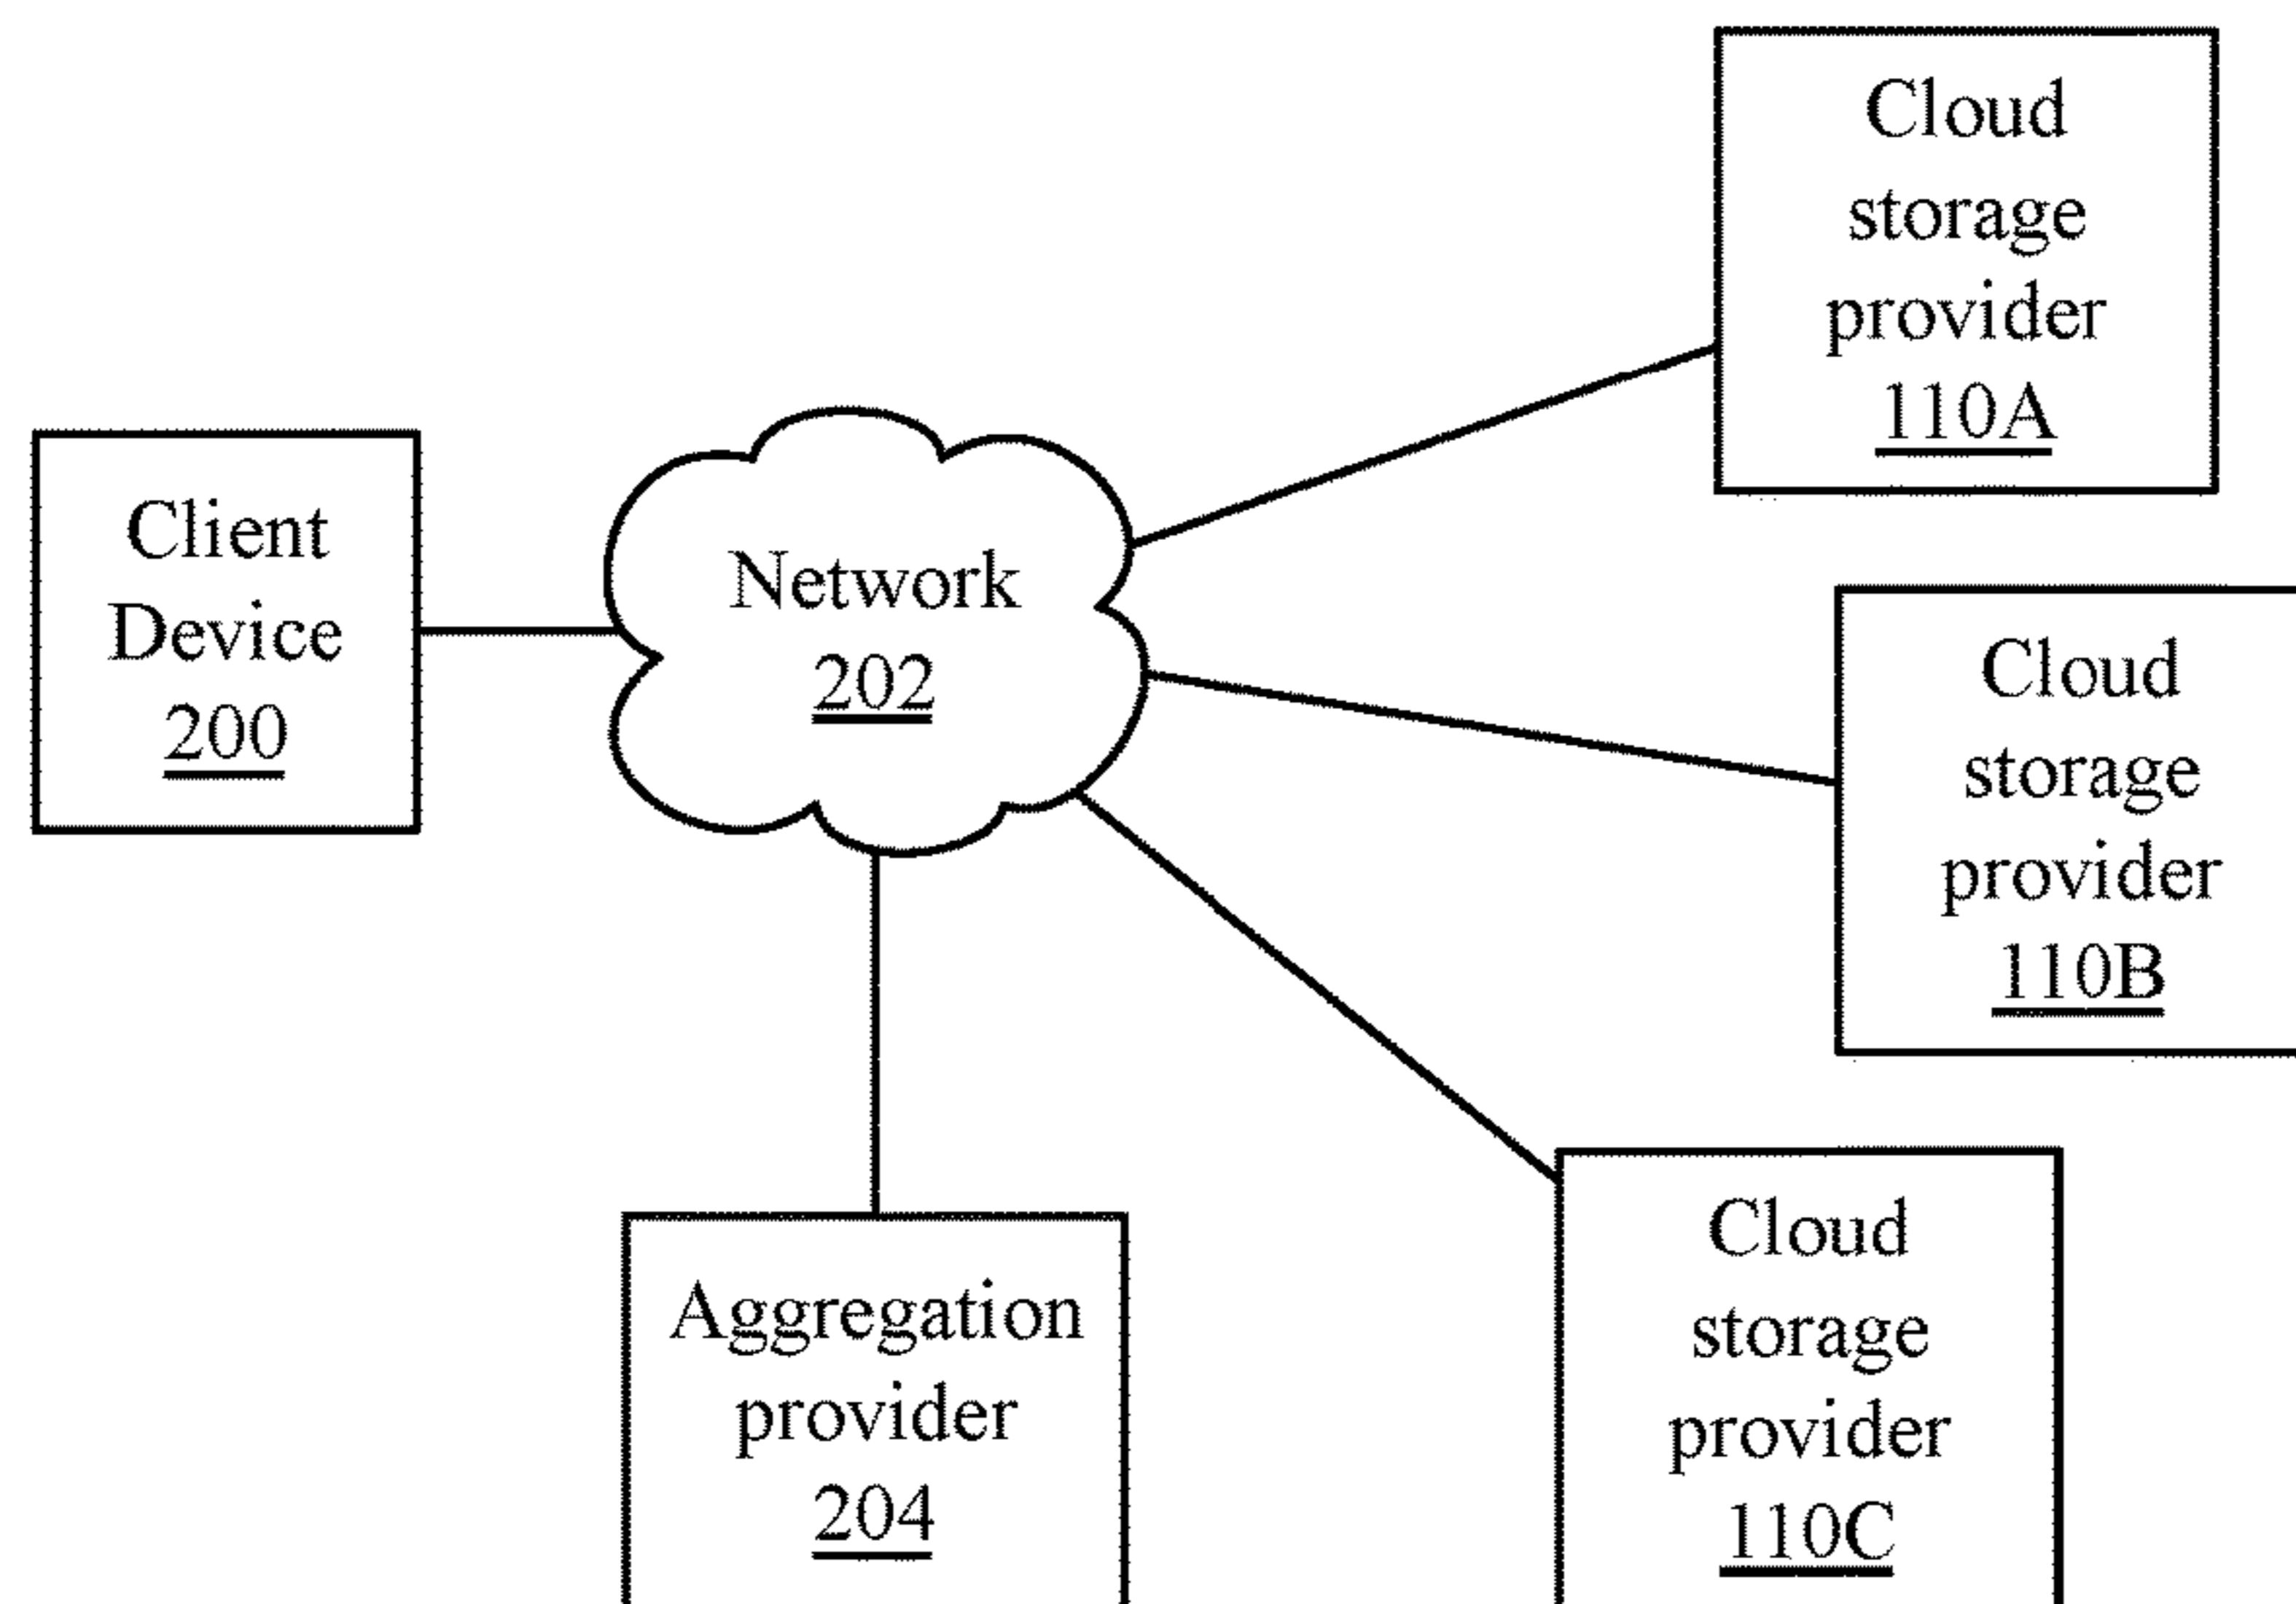 Client
Device
200
Network
202
Cloud
storage
provider
110A
Cloud
storage
provider
110B
Cloud
storage
provider
110C
Aggregation
provider
204